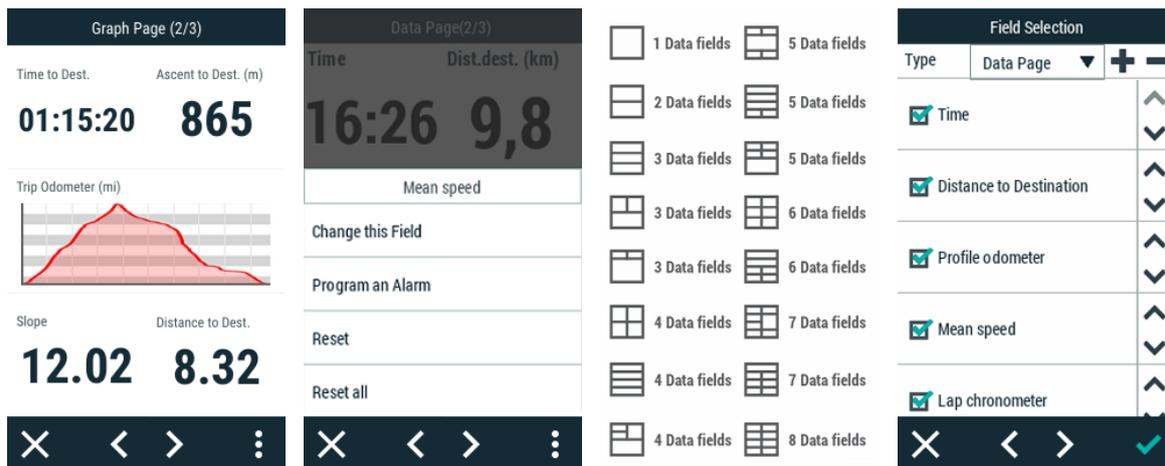 Graph Page (2/3)
Time to Dest. Ascent to Dest. (m)
01:15:20 865
Trip Odometer (mi)
Slope Distance to Dest.
12.02 8.32
Data Page(2/3)
Time Dist.dest. (km)
16:26 9,8
Mean speed
Change this Field
Program an Alarm
Reset
Reset all
1 Data fields 5 Data fields
2 Data fields 5 Data fields
3 Data fields 5 Data fields
3 Data fields 6 Data fields
3 Data fields 6 Data fields
4 Data fields 7 Data fields
4 Data fields 7 Data fields
4 Data fields 8 Data fields
Field Selection
Type Data Page
Time
Distance to Destination
Profile odometer
Mean speed
Lap chronometer